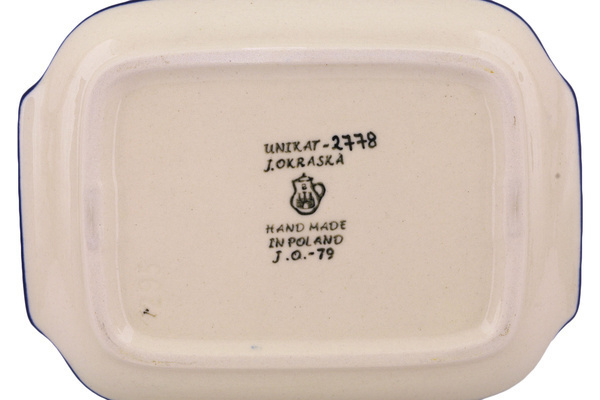 UNIKAT-2778
J.OKRASKA
HAND MADE
IN POLAND
J.O.-79